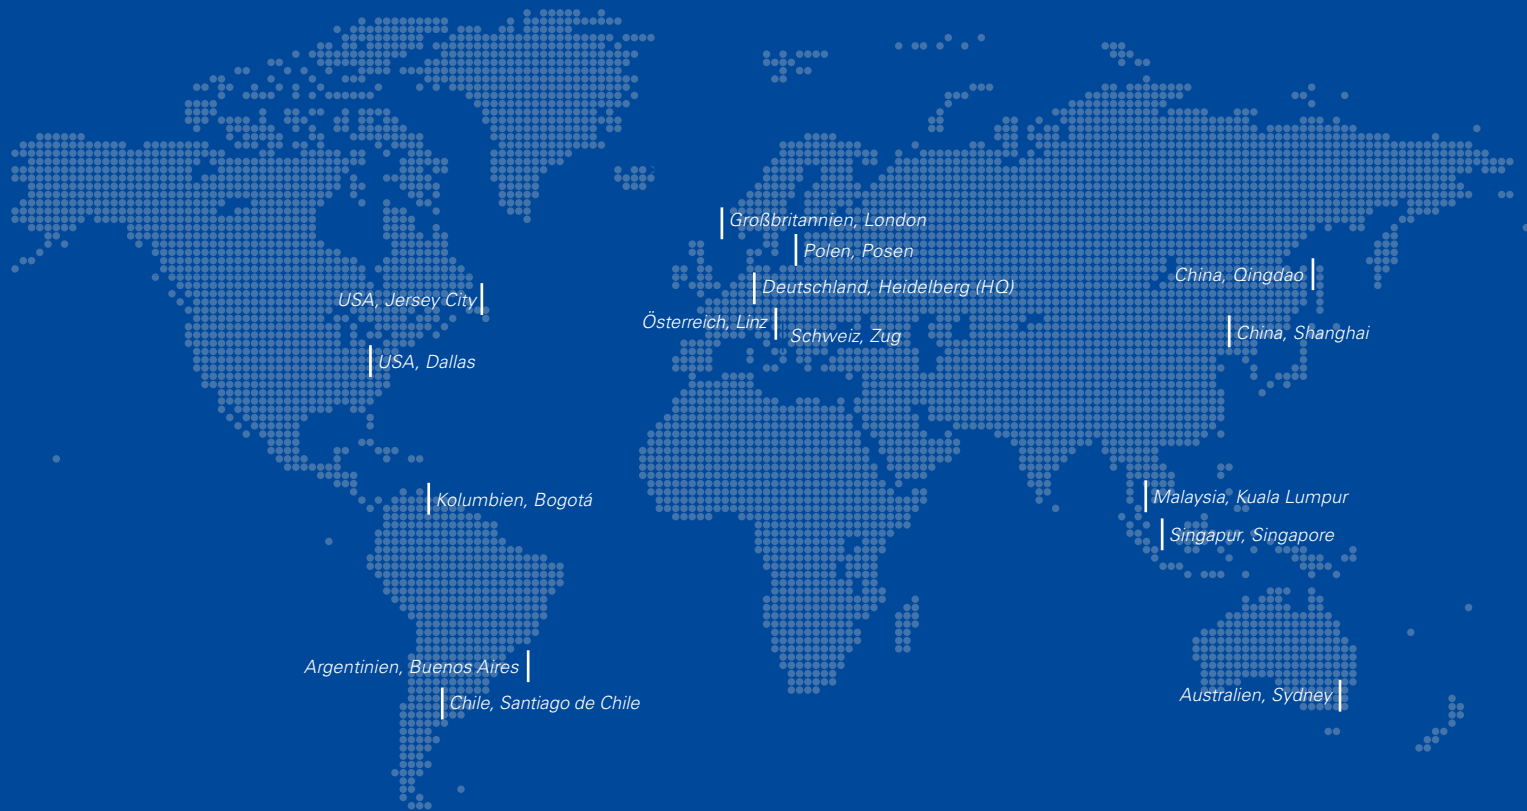 Großbritannien, London
Polen, Posen
China, Qingdao
Deutschland, Heidelberg (HQ)
USA, Jersey City
Österreich, Linz
Schweiz, Zug
China, Shanghai
USA, Dallas
Kolumbien, Bogotá
Malaysia, Kuala Lumpur
Singapur, Singapore
Argentinien, Buenos Aires
Chile, Santiago de Chile
Australien, Sydney